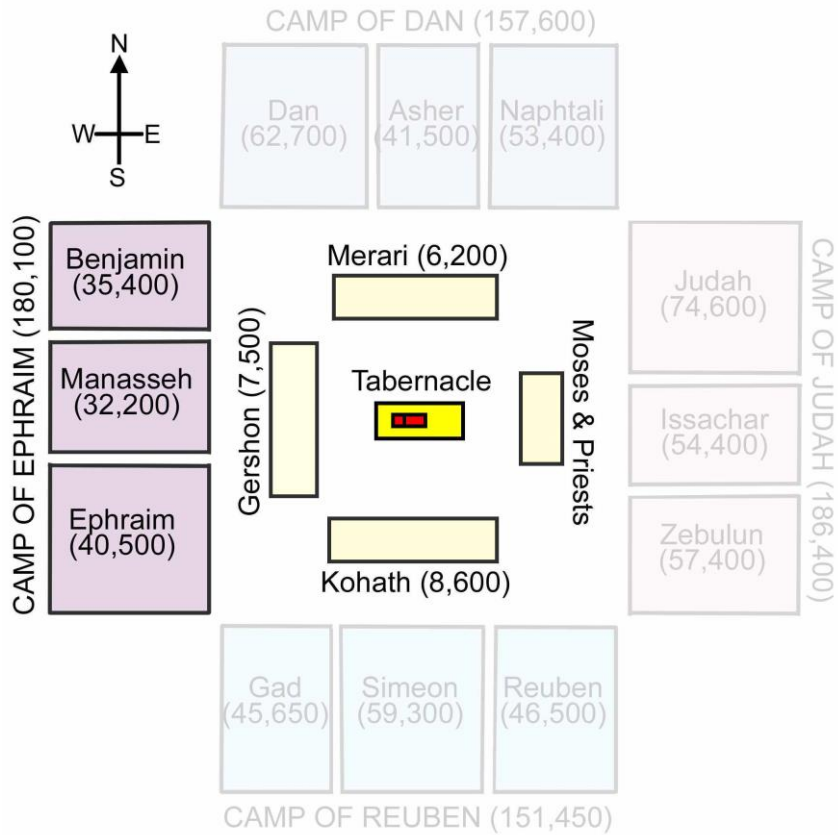 CAMP OF DAN (157,600)
N
W
E
S
Dan
(62,700)
Asher
(41,500)
Naphtali
(53,400)
CAMP OF EPHRAIM (180,100)
Benjamin
(35,400)
Manasseh
(32,200)
Ephraim
(40,500)
Merari (6,200)
Gershon (7,500)
Tabernacle
Moses & Priests
Kohath (8,600)
Judah
(74,600)
Issachar
(54,400)
Zebulun
(57,400)
CAMP OF JUDAH (186,400)
Gad
(45,650)
Simeon
(59,300)
Reuben
(46,500)
CAMP OF REUBEN (151,450)